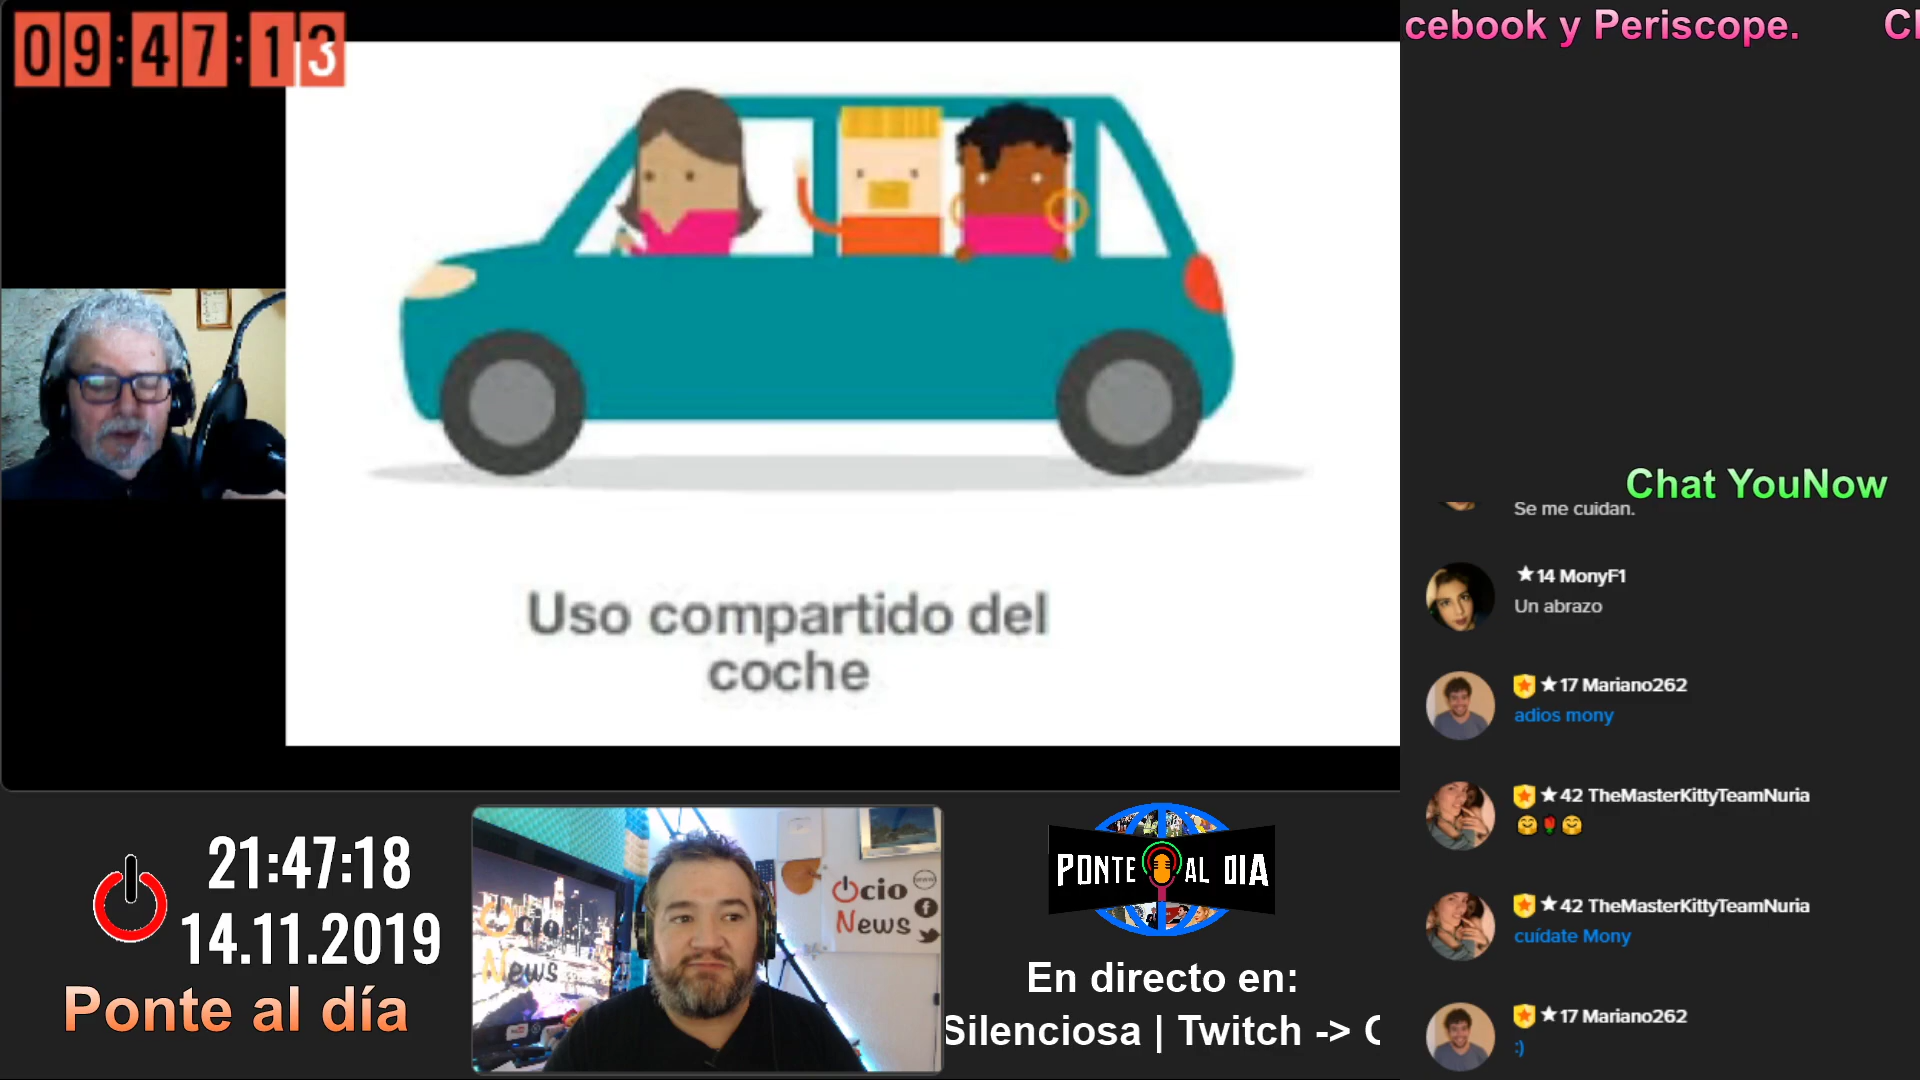 09:47:13
cebook y Periscope.
Uso compartido del
coche
Chat YouNow
Se me cuidan.
★14 MonyF1
Un abrazo
★17 Mariano262
adios mony
★42 TheMasterKittyTeamNuria
🤗🌹🤗
★42 TheMasterKittyTeamNuria
cuídate Mony
★17 Mariano262
:)
21:47:18
14.11.2019
Ponte al día
Ocio
News
Ocio
News
PONTE AL DIA
En directo en:
Silenciosa | Twitch ->